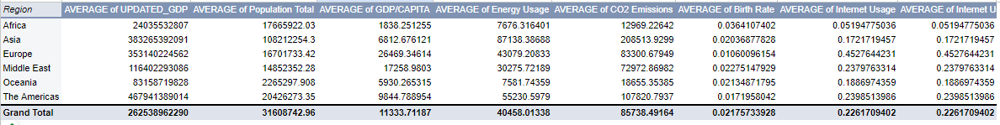 Region AVERAGE of UPDATED_GDP AVERAGE of Population Total AVERAGE of GDP/CAPITA AVERAGE of Energy Usage AVERAGE of CO2 Emissions AVERAGE of Birth Rate AVERAGE of Internet Usage AVERAGE of Internet U
Africa 24035532807 17665922.03 1838.251255 7676.316401 12969.22642 0.0364107402 0.05194775036 0.05194775036
Asia 383265392091 108212254.3 6812.676121 87138.38688 208513.9299 0.02036877828 0.1721719457 0.1721719457
Europe 353140224562 16701733.42 26469.34614 43079.20833 83300.67949 0.01060096154 0.4527644231 0.4527644231
Middle East 116402293086 14852352.28 17258.9803 30275.72189 72972.86982 0.02275147929 0.2379763314 0.2379763314
Oceania 83158719828 2265297.908 5930.265315 7581.74359 18655.35385 0.02134871795 0.1886974359 0.1886974359
The Americas 467941389014 20426273.35 9844.788954 55230.5979 107820.7937 0.0171958042 0.2398513986 0.2398513986
Grand Total 262538962290 31608742.96 11333.71187 40458.01338 85738.49164 0.02175733928 0.2261709402 0.2261709402